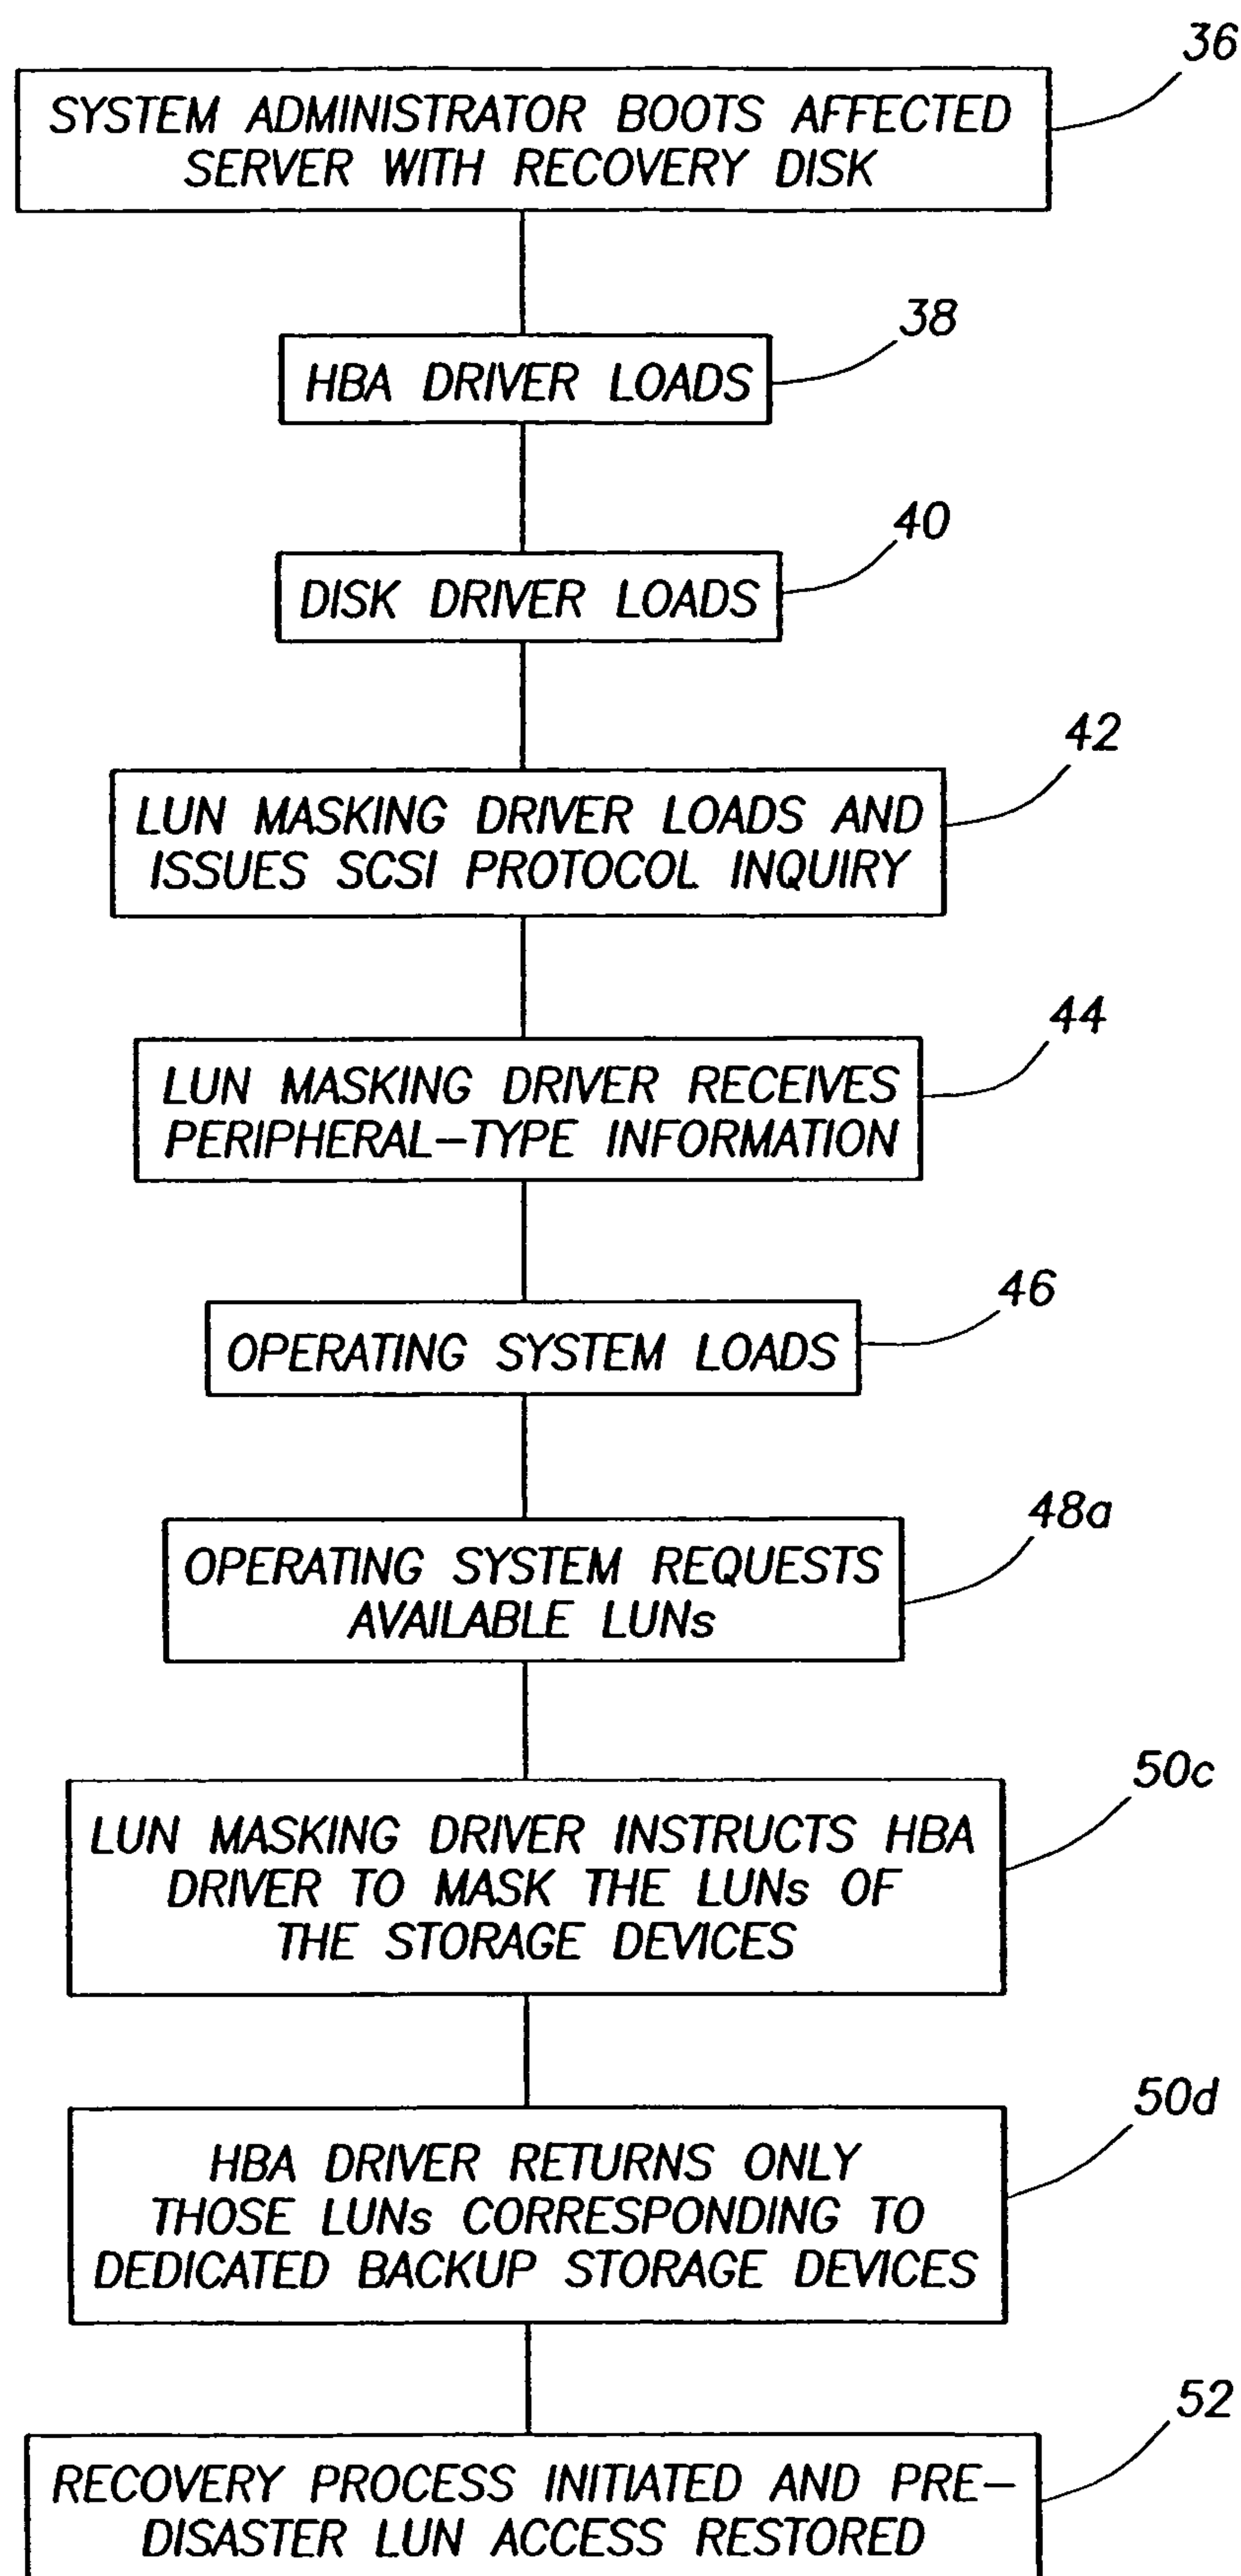 36
SYSTEM ADMINISTRATOR BOOTS AFFECTED
SERVER WITH RECOVERY DISK
38
HBA DRIVER LOADS
40
DISK DRIVER LOADS
42
LUN MASKING DRIVER LOADS AND
ISSUES SCSI PROTOCOL INQUIRY
44
LUN MASKING DRIVER RECEIVES
PERIPHERAL–TYPE INFORMATION
46
OPERATING SYSTEM LOADS
48a
OPERATING SYSTEM REQUESTS
AVAILABLE LUNs
50c
LUN MASKING DRIVER INSTRUCTS HBA
DRIVER TO MASK THE LUNs OF
THE STORAGE DEVICES
50d
HBA DRIVER RETURNS ONLY
THOSE LUNs CORRESPONDING TO
DEDICATED BACKUP STORAGE DEVICES
52
RECOVERY PROCESS INITIATED AND PRE–
DISASTER LUN ACCESS RESTORED